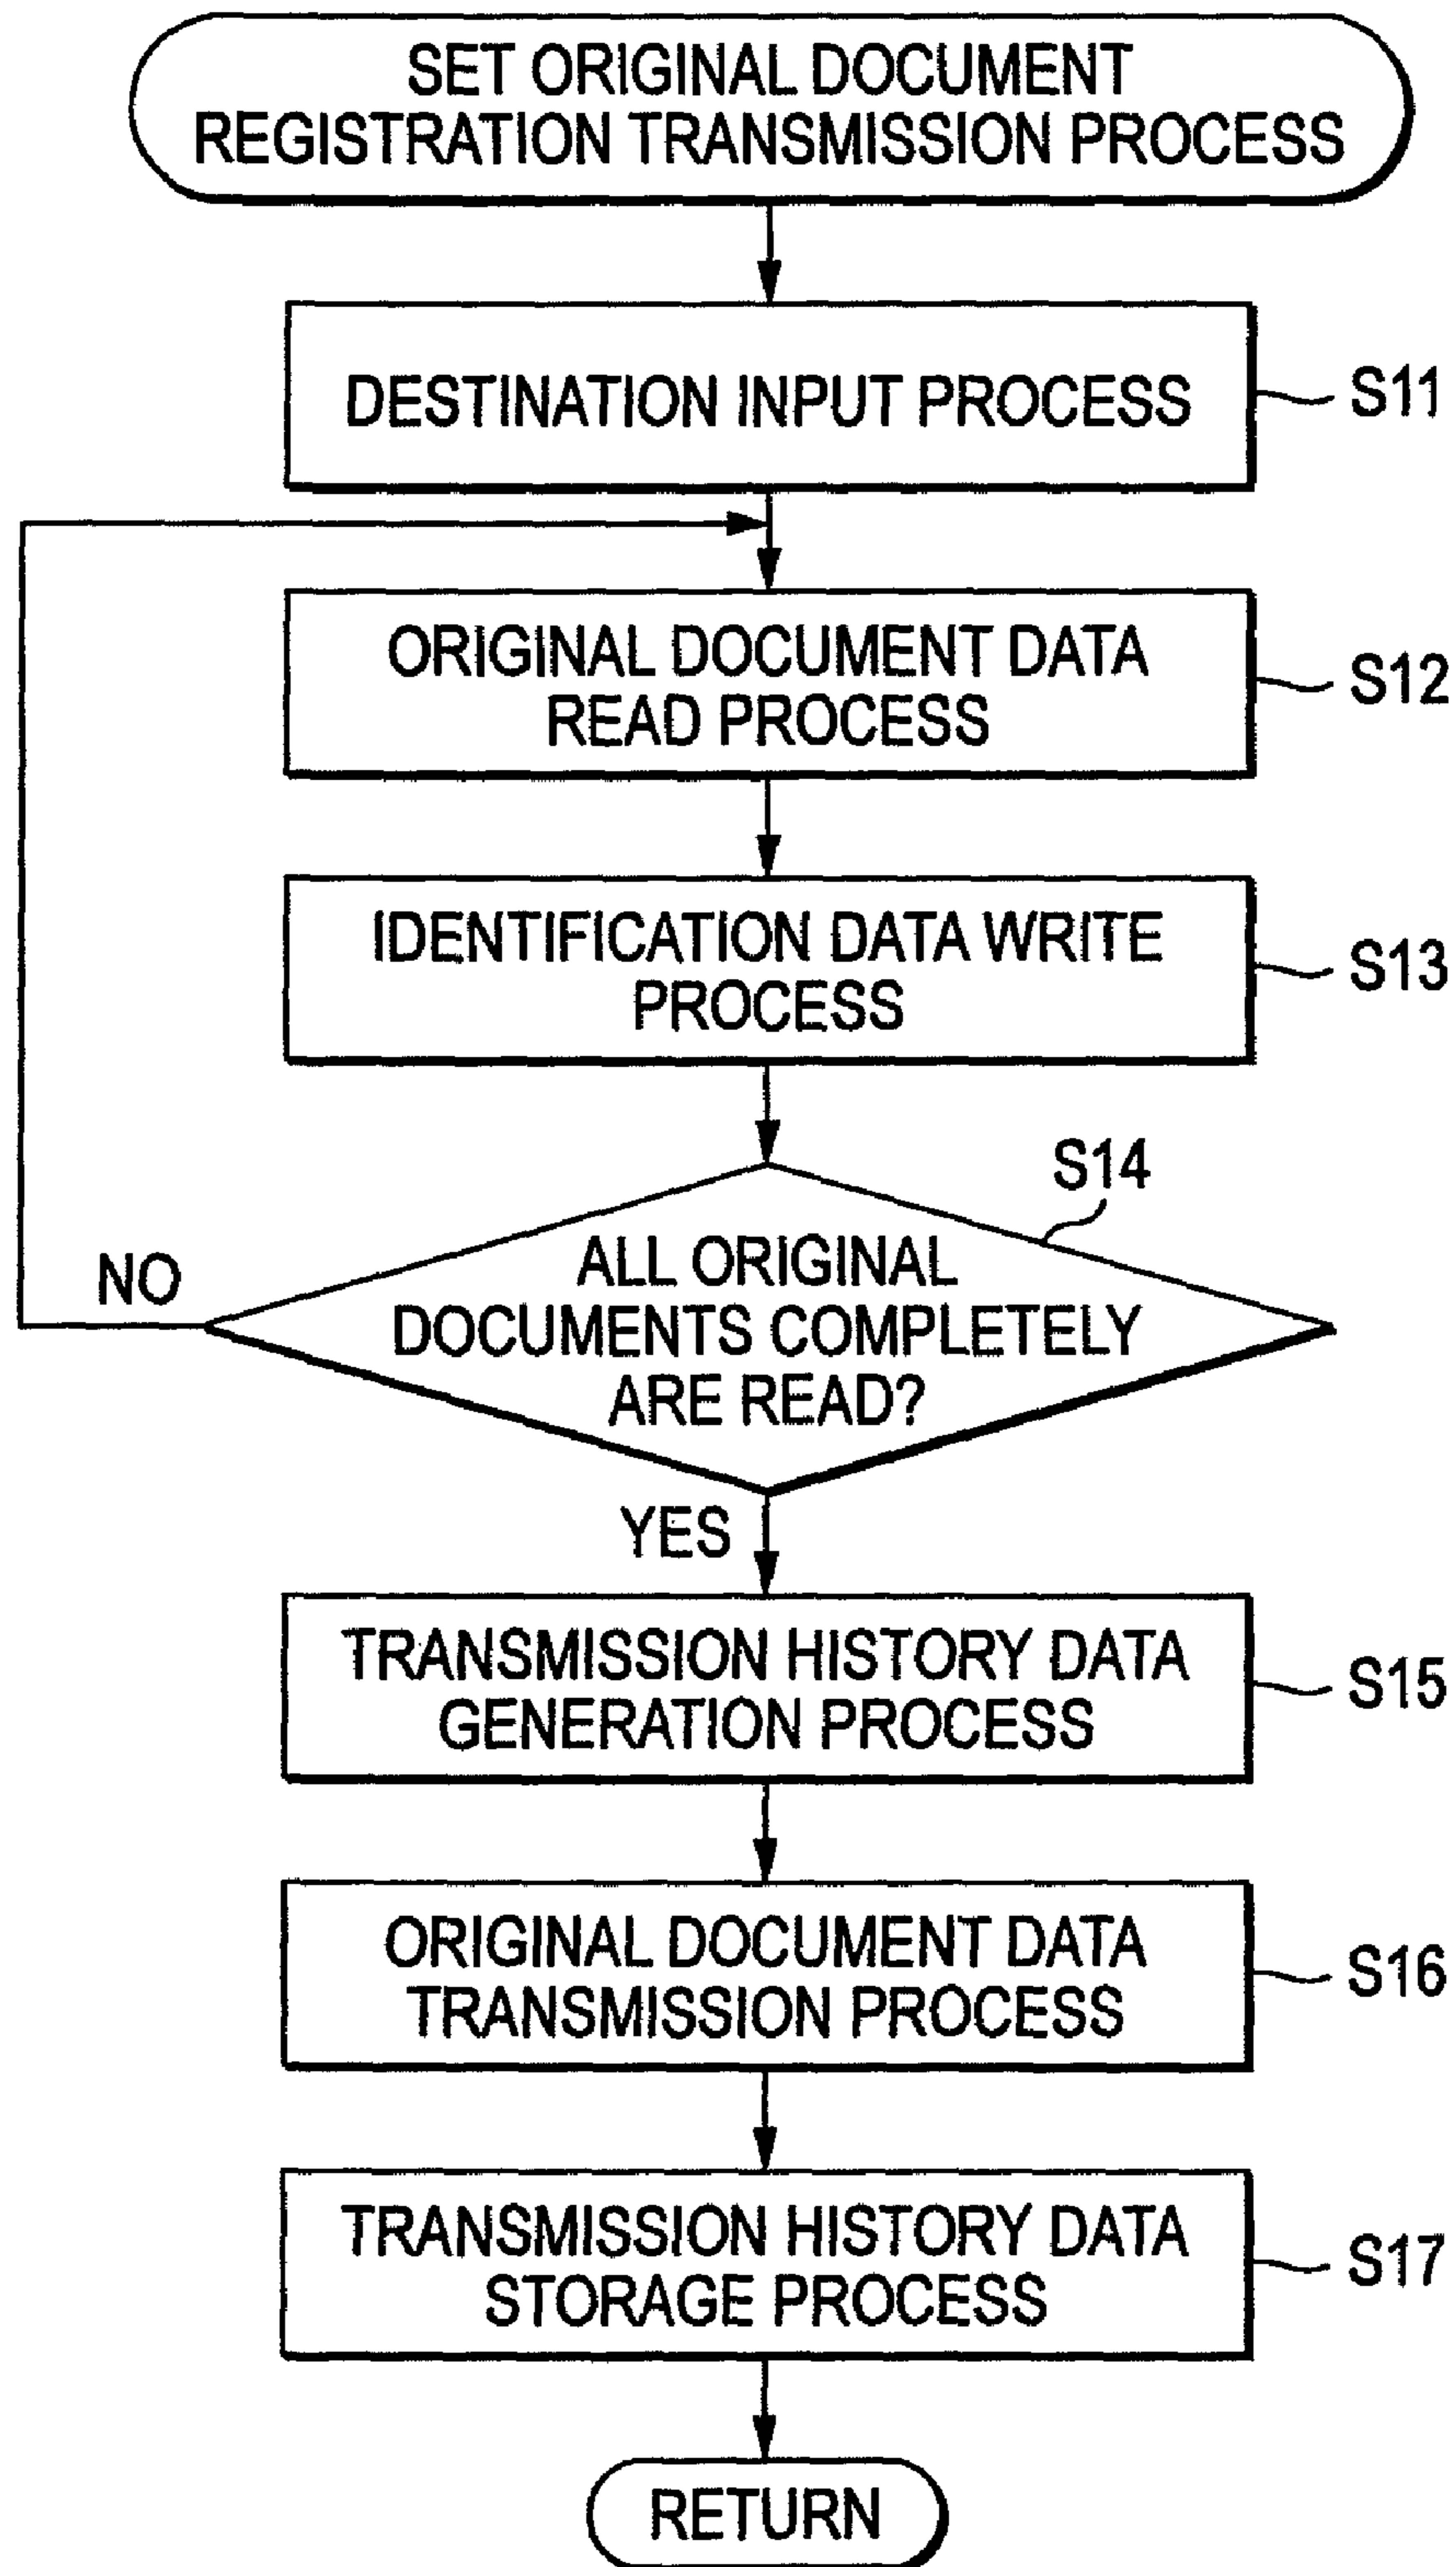 SET ORIGINAL DOCUMENT
REGISTRATION TRANSMISSION PROCESS
DESTINATION INPUT PROCESS
S11
ORIGINAL DOCUMENT DATA
READ PROCESS
S12
IDENTIFICATION DATA WRITE
PROCESS
S13
S14
ALL ORIGINAL
DOCUMENTS COMPLETELY
ARE READ?
NO
YES
TRANSMISSION HISTORY DATA
GENERATION PROCESS
S15
ORIGINAL DOCUMENT DATA
TRANSMISSION PROCESS
S16
TRANSMISSION HISTORY DATA
STORAGE PROCESS
S17
RETURN